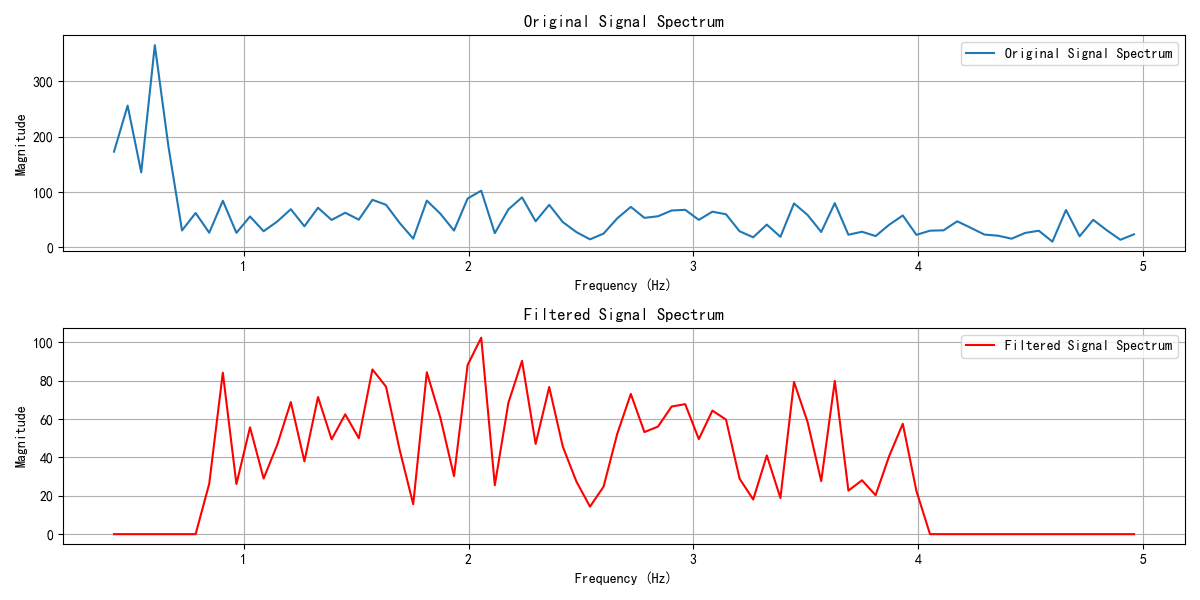 Original Signal Spectrum
Original Signal Spectrum
Magnitude
300
200
100
0
1
2
3
4
5
Frequency (Hz)
Filtered Signal Spectrum
Filtered Signal Spectrum
Magnitude
100
80
60
40
20
0
1
2
3
4
5
Frequency (Hz)